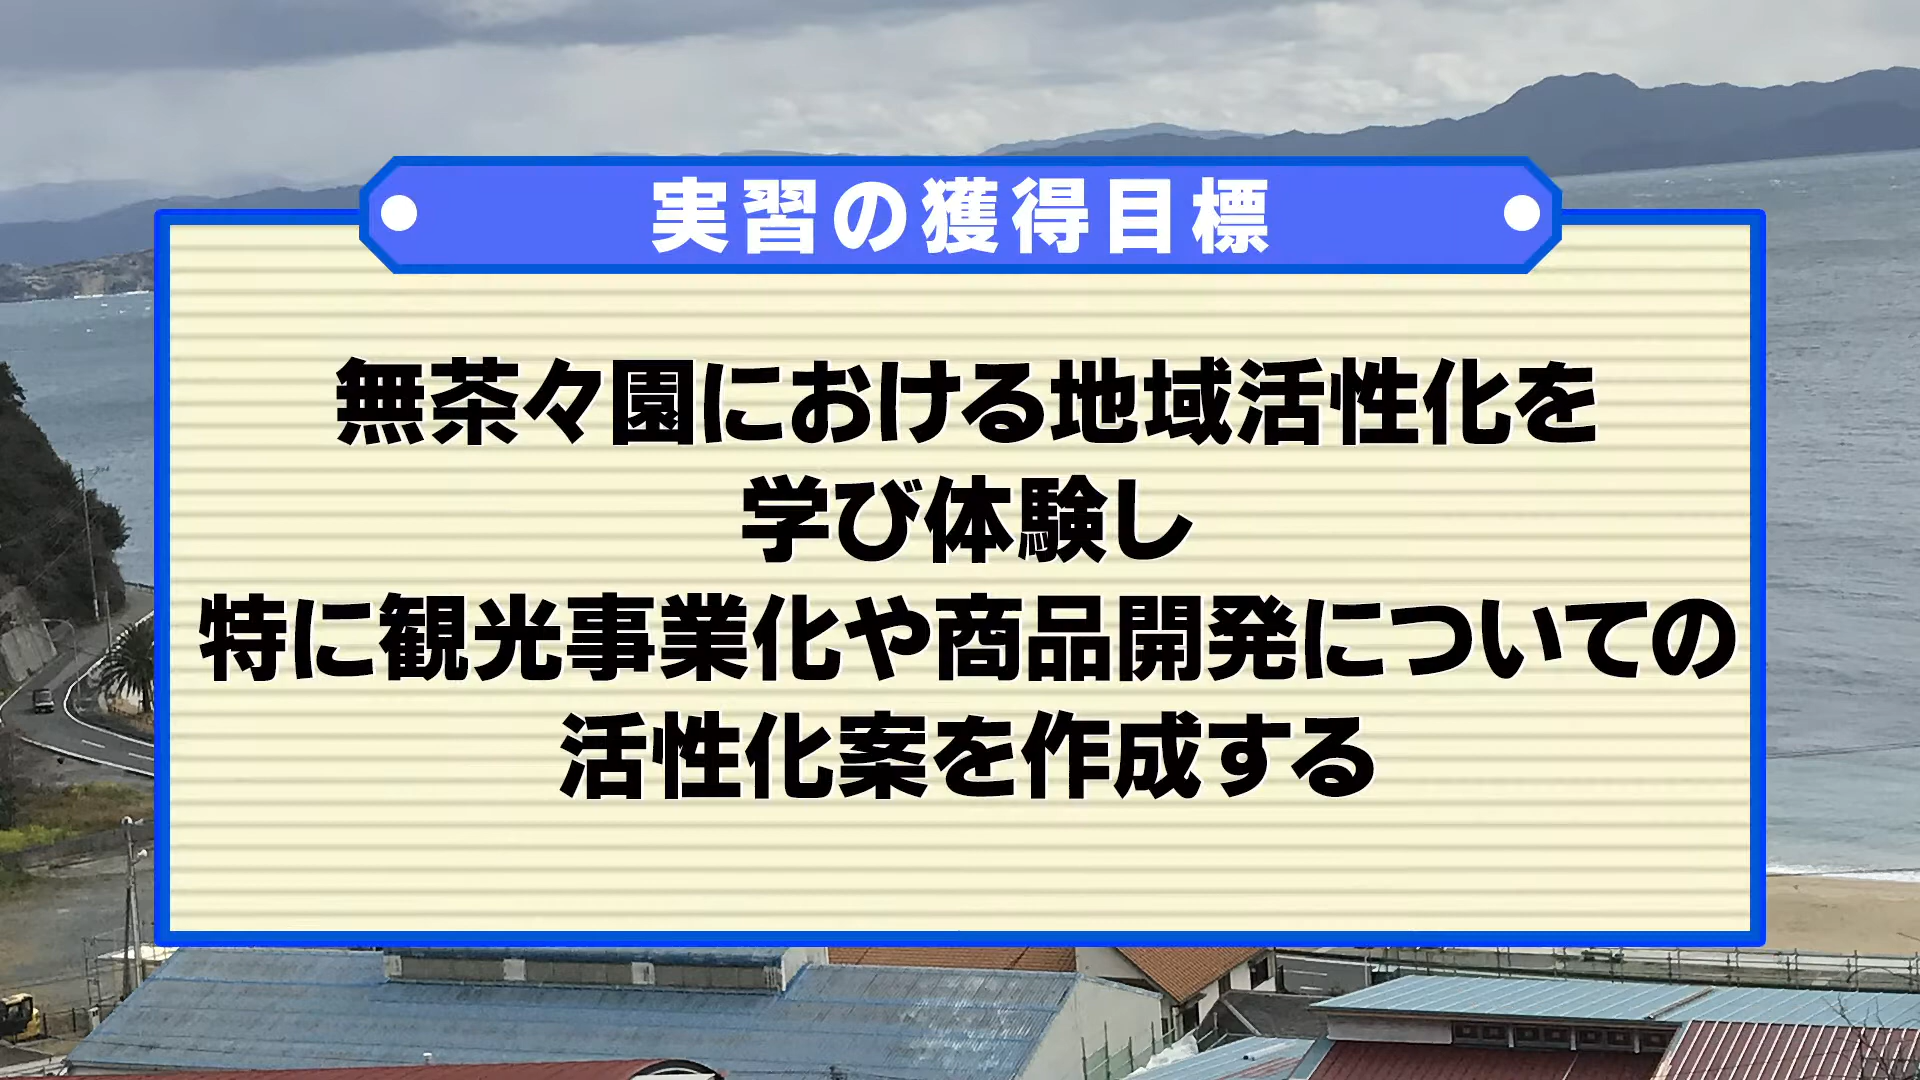 実習の獲得目標
無茶々園における地域活性化を
学び体験し
特に観光事業化や商品開発についての
活性化案を作成する